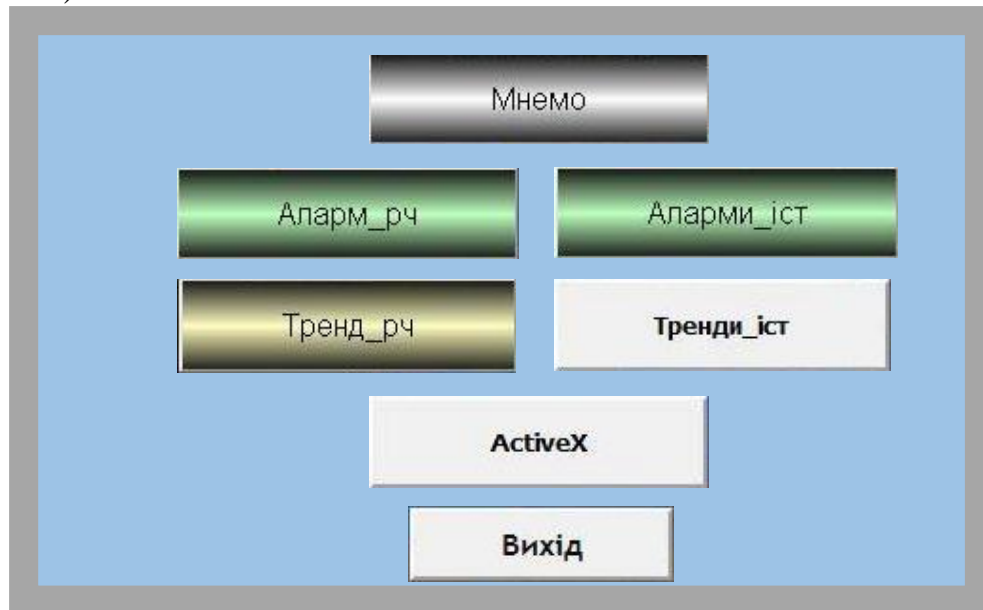 Мнемо
Аларм_рч
Аларми_іст
Тренд_рч
Тренди_іст
ActiveX
Вихід